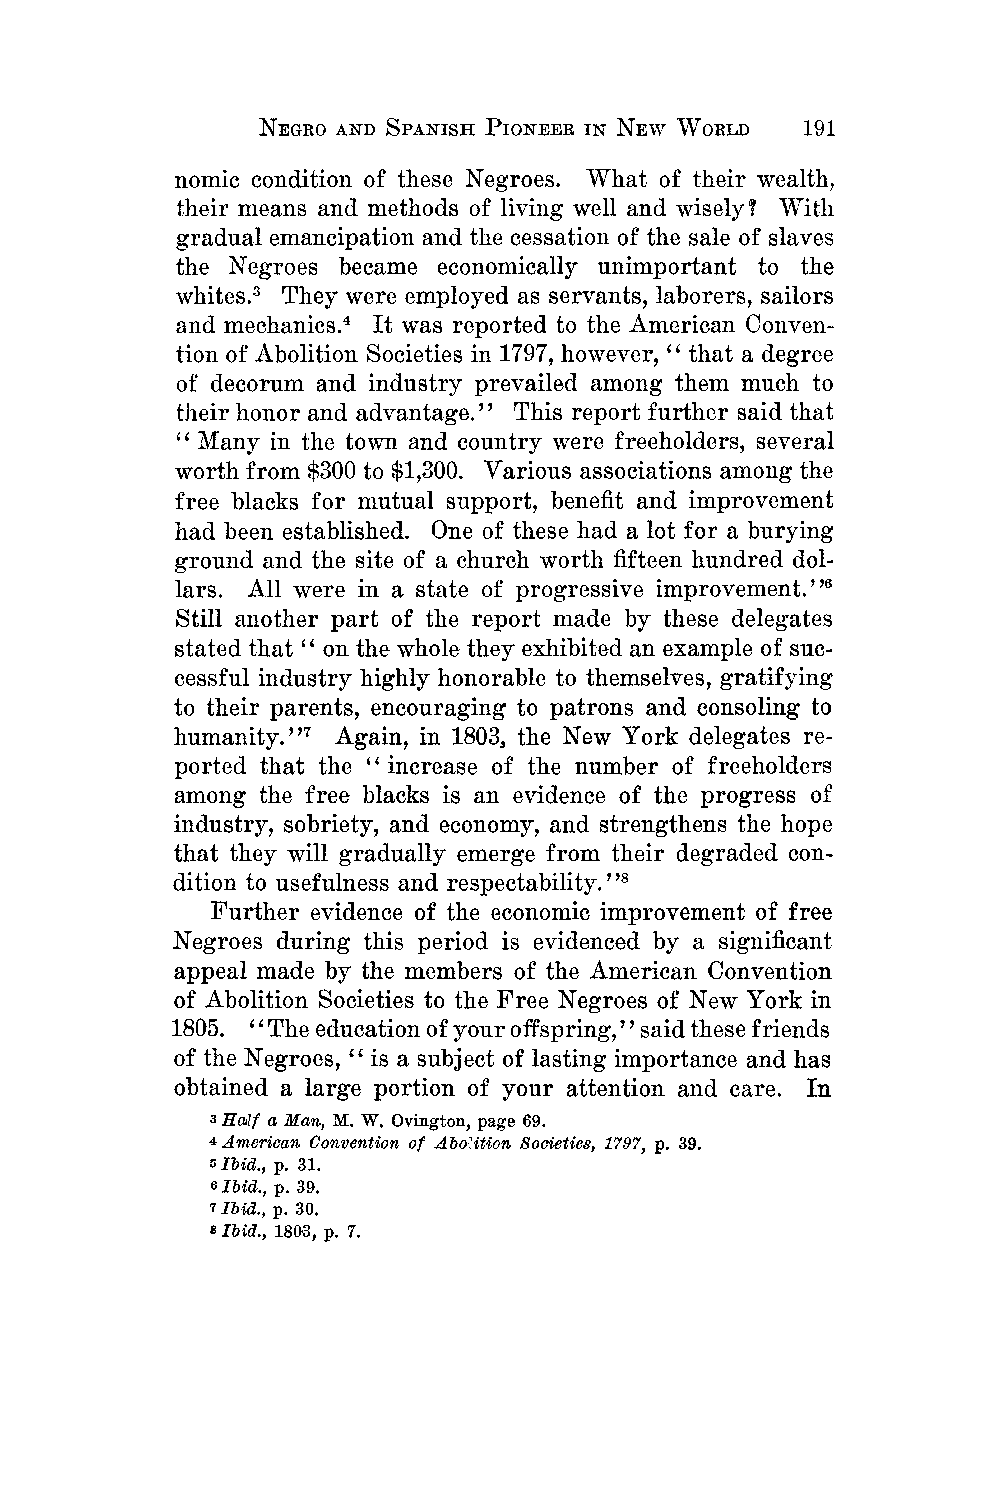 NEGRO AND SPANISH PIONEER IN NEW WORLD 191
nomic condition of these Negroes. What of their wealth,
their means and methods of living well and wisely? With
gradual emancipation and the cessation of the sale of slaves
the Negroes became economically unimportant to the
whites.³ They were employed as servants, laborers, sailors
and mechanics.⁴ It was reported to the American Conven-
tion of Abolition Societies in 1797, however, “ that a degree
of decorum and industry prevailed among them much to
their honor and advantage.” This report further said that
“ Many in the town and country were freeholders, several
worth from $300 to $1,300. Various associations among the
free blacks for mutual support, benefit and improvement
had been established. One of these had a lot for a burying
ground and the site of a church worth fifteen hundred dol-
lars. All were in a state of progressive improvement.”⁶
Still another part of the report made by these delegates
stated that “ on the whole they exhibited an example of suc-
cessful industry highly honorable to themselves, gratifying
to their parents, encouraging to patrons and consoling to
humanity.”⁷ Again, in 1803, the New York delegates re-
ported that the “ increase of the number of freeholders
among the free blacks is an evidence of the progress of
industry, sobriety, and economy, and strengthens the hope
that they will gradually emerge from their degraded con-
dition to usefulness and respectability.”⁸
Further evidence of the economic improvement of free
Negroes during this period is evidenced by a significant
appeal made by the members of the American Convention
of Abolition Societies to the Free Negroes of New York in
1805. “The education of your offspring,” said these friends
of the Negroes, “ is a subject of lasting importance and has
obtained a large portion of your attention and care. In
³ Half a Man, M. W. Ovington, page 69.
⁴ American Convention of Abolition Societies, 1797, p. 39.
⁵ Ibid., p. 31.
⁶ Ibid., p. 39.
⁷ Ibid., p. 30.
⁸ Ibid., 1803, p. 7.